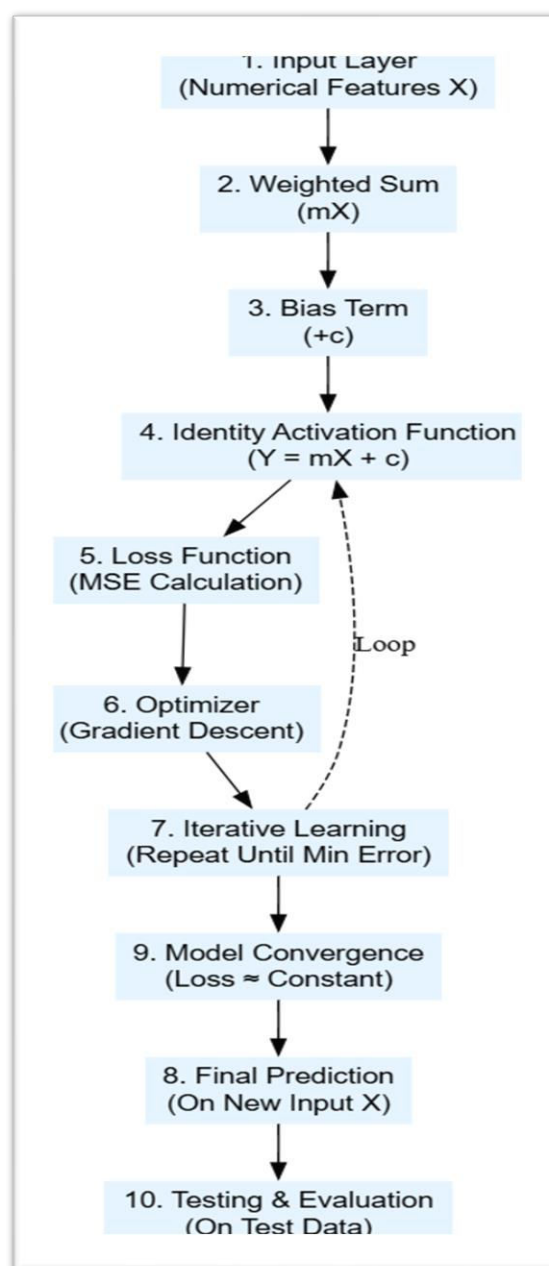 1. Input Layer
(Numerical Features X)
2. Weighted Sum
(mX)
3. Bias Term
(+c)
4. Identity Activation Function
(Y = mX + c)
5. Loss Function
(MSE Calculation)
Loop
6. Optimizer
(Gradient Descent)
7. Iterative Learning
(Repeat Until Min Error)
9. Model Convergence
(Loss ≈ Constant)
8. Final Prediction
(On New Input X)
10. Testing & Evaluation
(On Test Data)